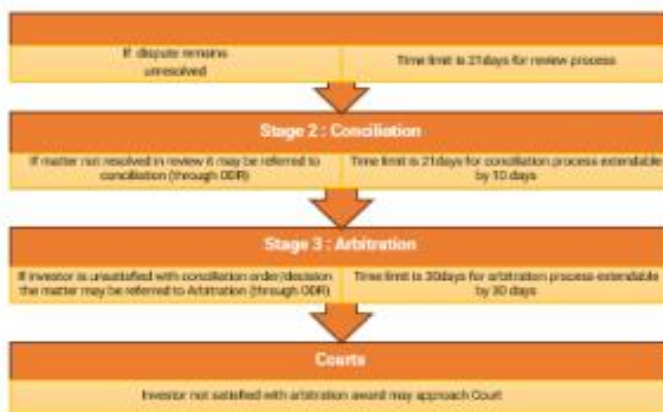 If dispute remains
unresolved
Time limit is 21days for review process
Stage 2 : Conciliation
If matter not resolved in review it may be referred to
conciliation (through ODR)
Time limit is 21days for conciliation process extendable
by 10 days
Stage 3 : Arbitration
If investor is unsatisfied with conciliation order/decision
the matter may be referred to Arbitration (through ODR)
Time limit is 30days for arbitration process extendable
by 30 days
Courts
Investor not satisfied with arbitration award may approach Court